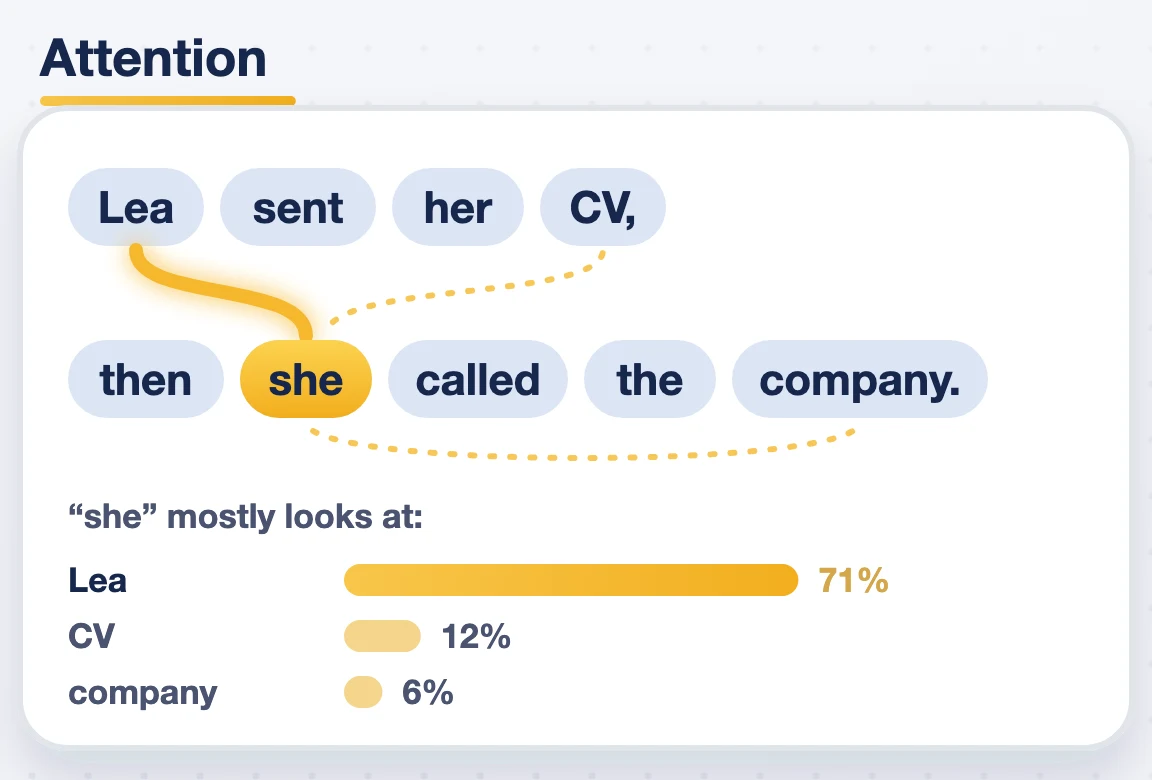 Attention
Lea sent her CV,
then she called the company.
“she” mostly looks at:
Lea 71%
CV 12%
company 6%